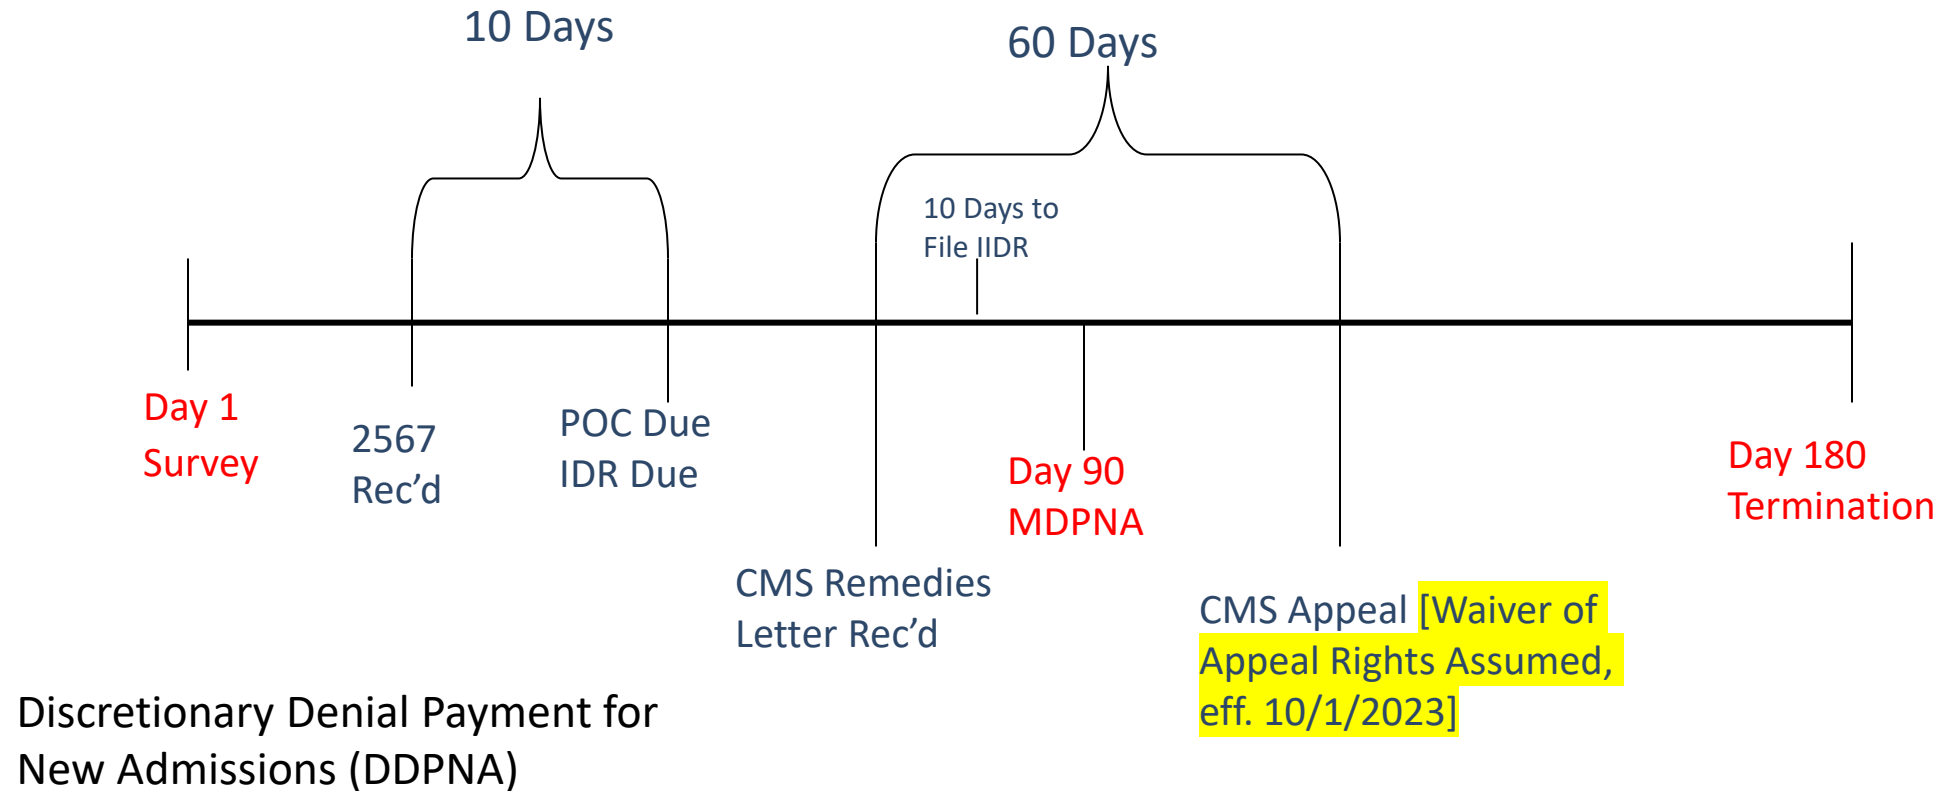 10 Days
60 Days
10 Days to
File IIDR
Day 1
Survey
2567
Rec’d
POC Due
IDR Due
Day 90
MDPNA
Day 180
Termination
CMS Remedies
Letter Rec’d
CMS Appeal [Waiver of
Appeal Rights Assumed,
eff. 10/1/2023]
Discretionary Denial Payment for
New Admissions (DDPNA)